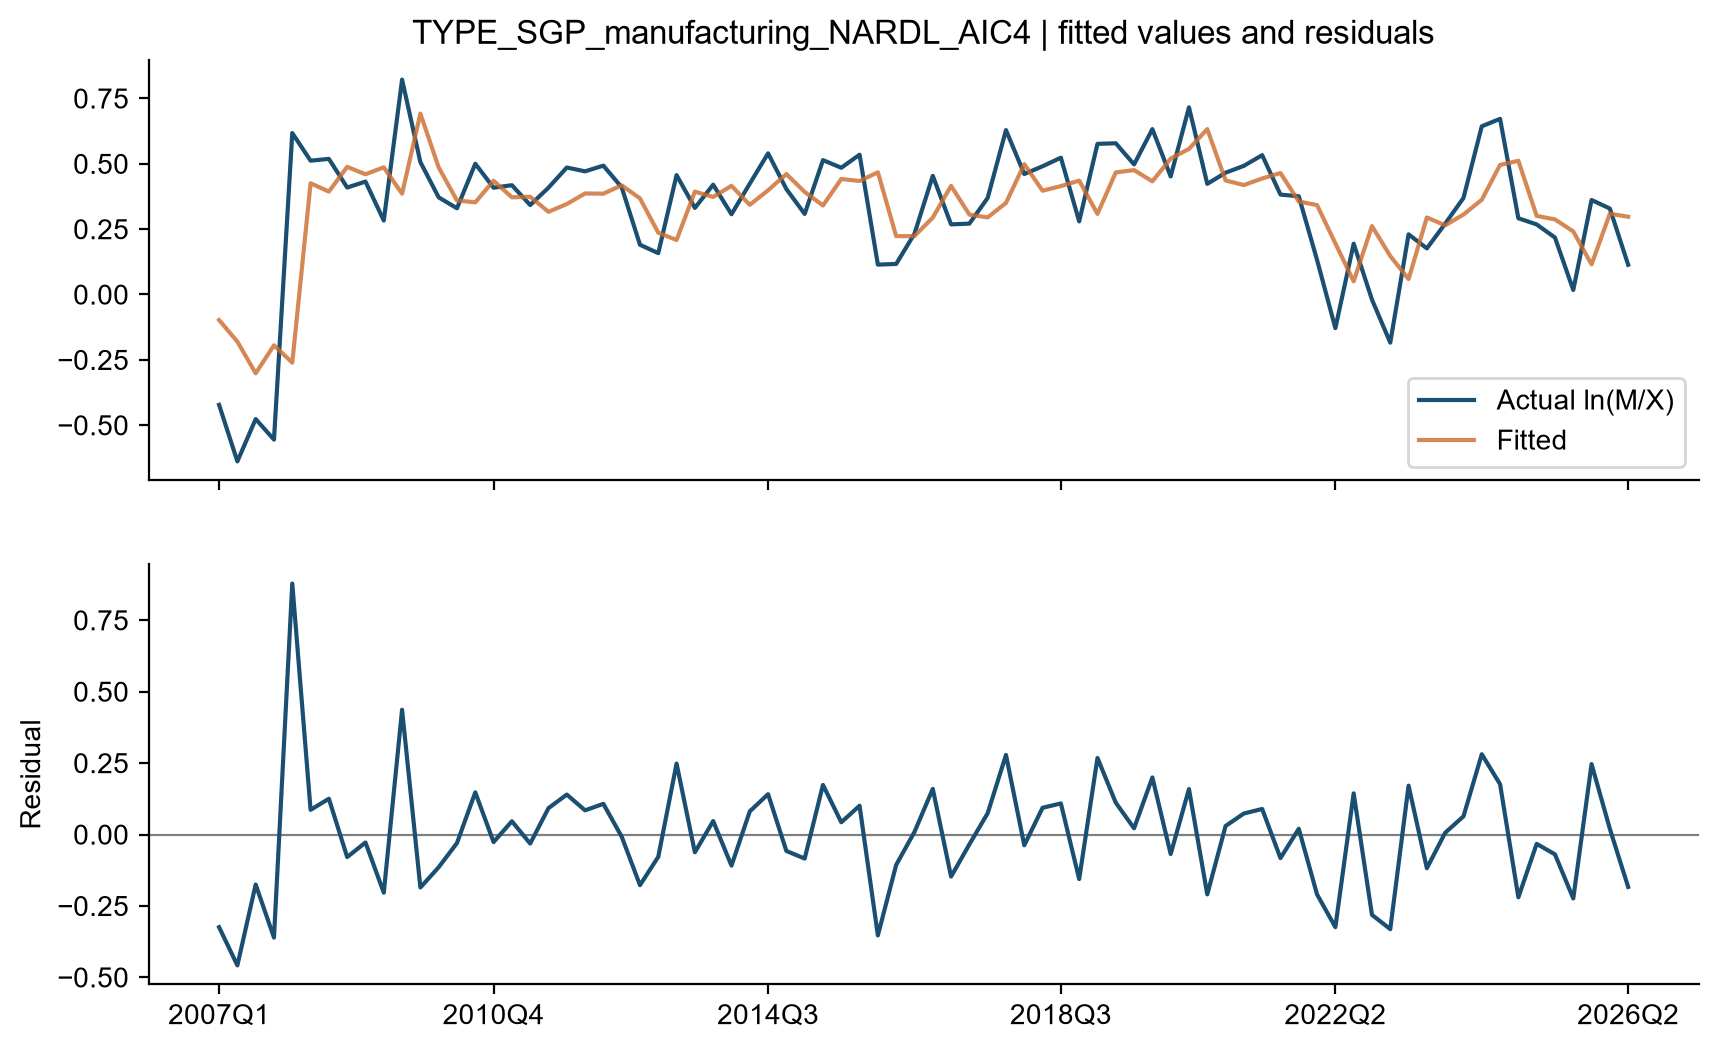 TYPE_SGP_manufacturing_NARDL_AIC4 | fitted values and residuals
0.75
0.50
0.25
0.00
−0.25
−0.50
Actual ln(M/X)
Fitted
Residual
0.75
0.50
0.25
0.00
−0.25
−0.50
2007Q1 2010Q4 2014Q3 2018Q3 2022Q2 2026Q2